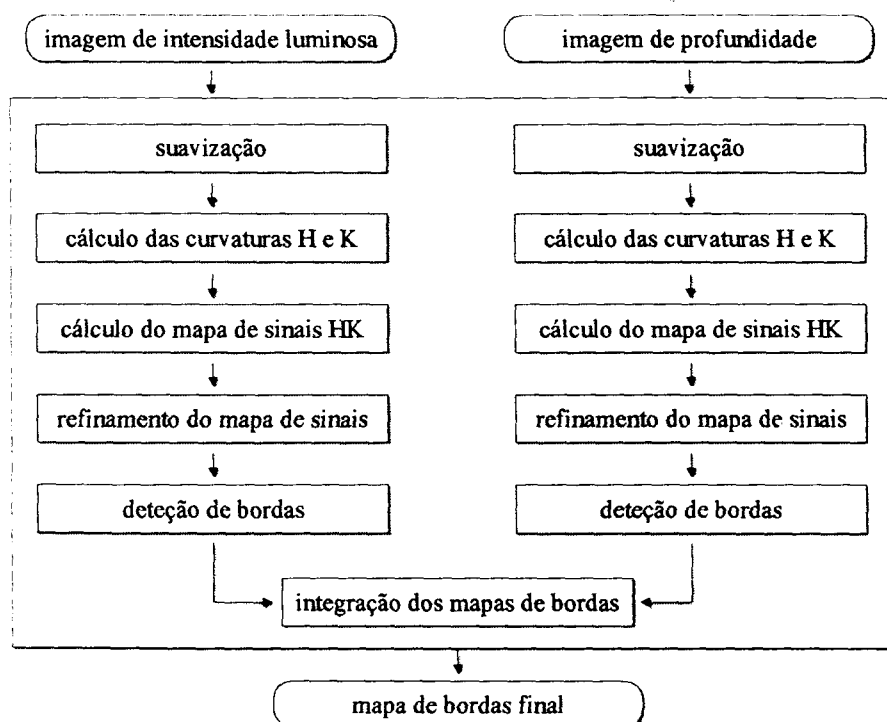 imagem de intensidade luminosa
imagem de profundidade
suavização
suavização
cálculo das curvaturas H e K
cálculo das curvaturas H e K
cálculo do mapa de sinais HK
cálculo do mapa de sinais HK
refinamento do mapa de sinais
refinamento do mapa de sinais
deteção de bordas
deteção de bordas
integração dos mapas de bordas
mapa de bordas final